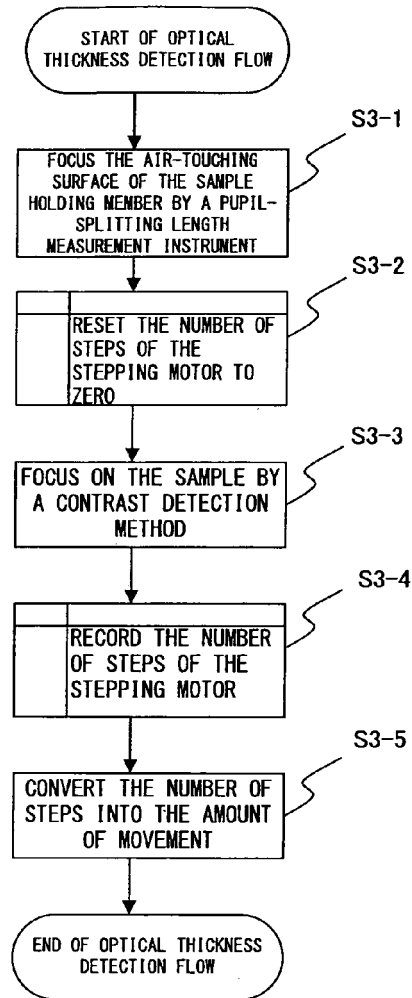 START OF OPTICAL
THICKNESS DETECTION FLOW
S3-1
FOCUS THE AIR-TOUCHING
SURFACE OF THE SAMPLE
HOLDING MEMBER BY A PUPIL-
SPLITTING LENGTH
MEASUREMENT INSTRUMENT
S3-2
RESET THE NUMBER OF
STEPS OF THE
STEPPING MOTOR TO
ZERO
S3-3
FOCUS ON THE SAMPLE BY
A CONTRAST DETECTION
METHOD
S3-4
RECORD THE NUMBER
OF STEPS OF THE
STEPPING MOTOR
S3-5
CONVERT THE NUMBER OF
STEPS INTO THE AMOUNT
OF MOVEMENT
END OF OPTICAL THICKNESS
DETECTION FLOW